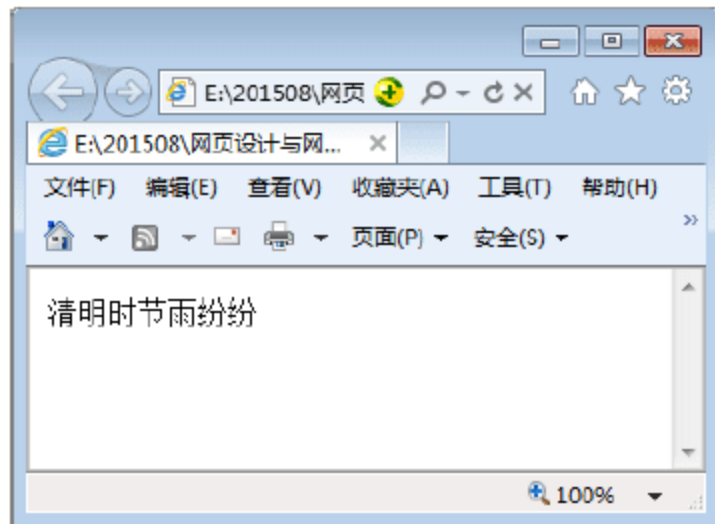 E:\201508\网页
E:\201508\网页设计与网...
文件(F) 编辑(E) 查看(V) 收藏夹(A) 工具(T) 帮助(H)
页面(P) 安全(S)
清明时节雨纷纷
100%